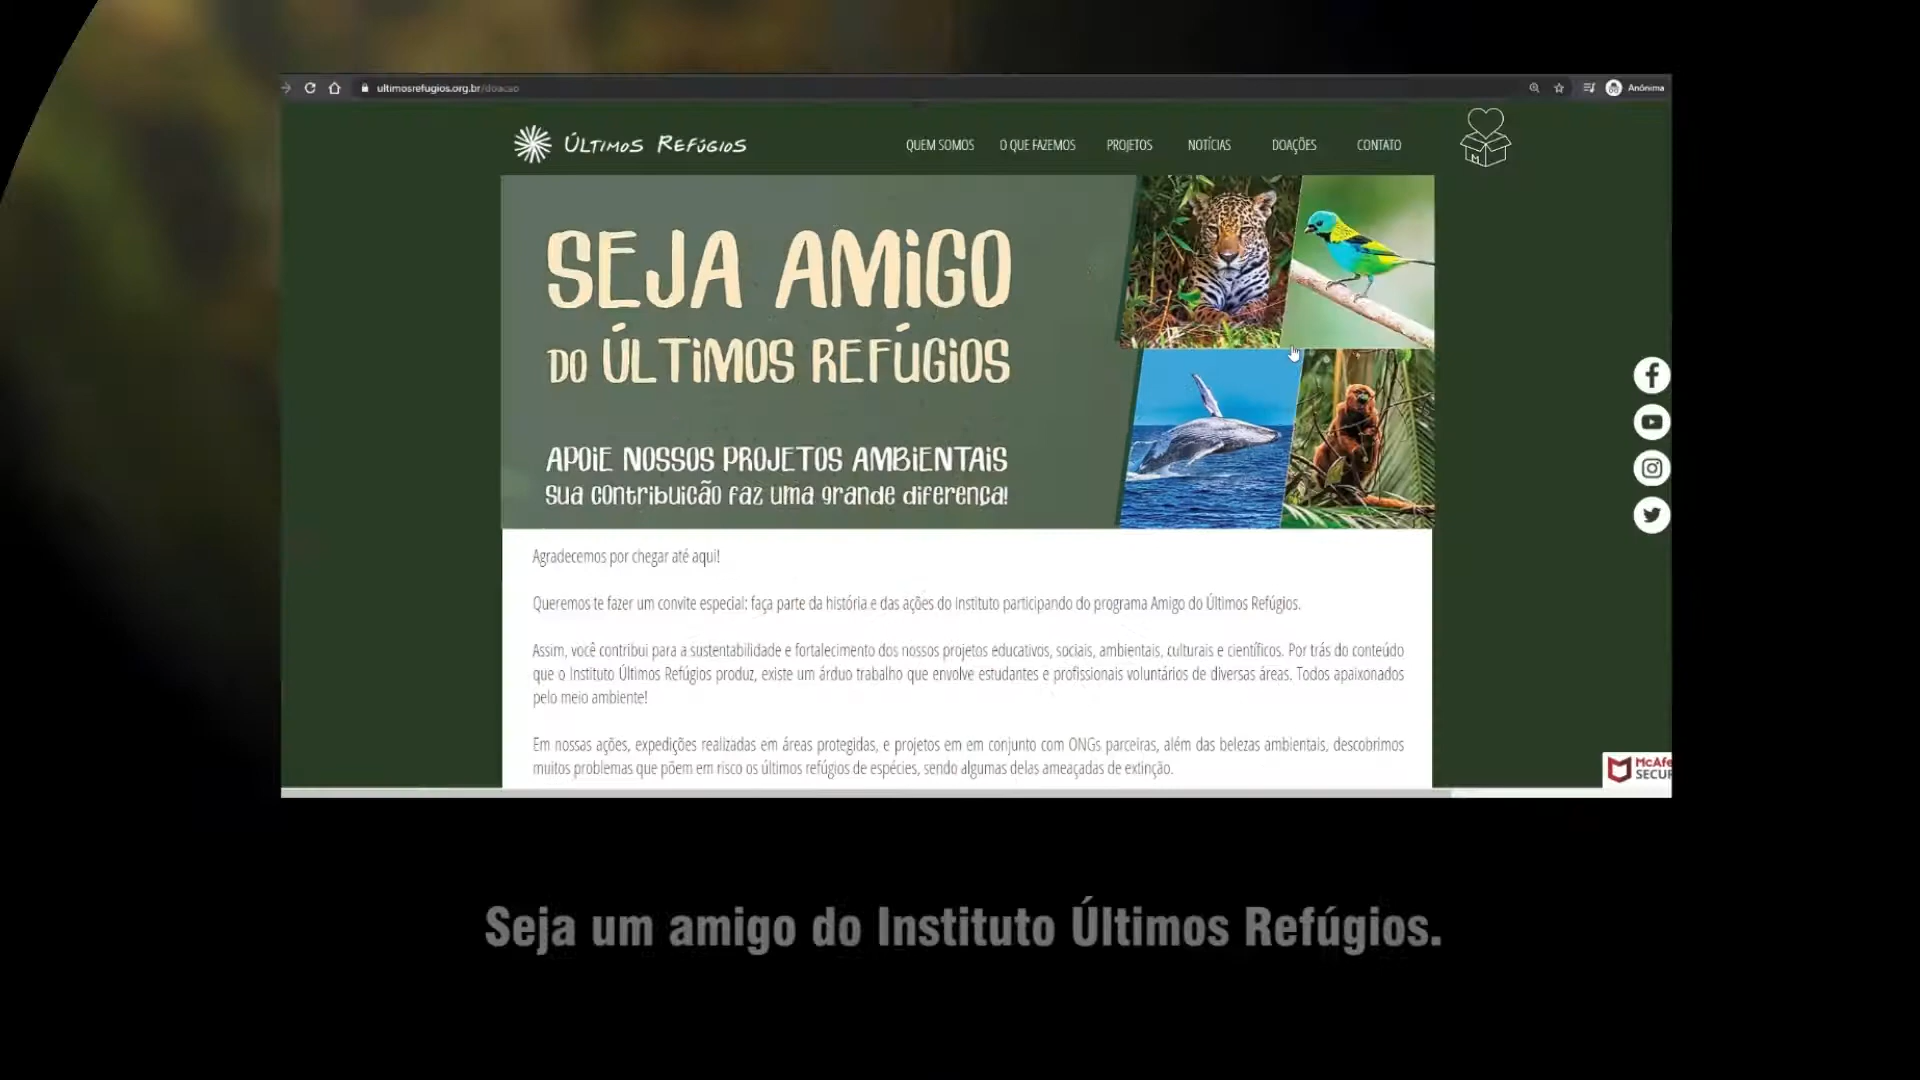 ultimosrefugios.org.br/doacao
Anônima
ÚLTIMOS REFÚGIOS
QUEM SOMOS
O QUE FAZEMOS
PROJETOS
NOTÍCIAS
DOAÇÕES
CONTATO
M
SEJA AMIGO
DO ÚLTIMOS REFÚGIOS
APOIE NOSSOS PROJETOS AMBIENTAIS
SUA CONTRIBUIÇÃO FAZ UMA GRANDE DIFERENÇA!
Agradecemos por chegar até aqui!
Queremos te fazer um convite especial: faça parte da história e das ações do Instituto participando do programa Amigo do Últimos Refúgios.
Assim, você contribui para a sustentabilidade e fortalecimento dos nossos projetos educativos, sociais, ambientais, culturais e científicos. Por trás do conteúdo
que o Instituto Últimos Refúgios produz, existe um árduo trabalho que envolve estudantes e profissionais voluntários de diversas áreas. Todos apaixonados
pelo meio ambiente!
Em nossas ações, expedições realizadas em áreas protegidas, e projetos em em conjunto com ONGs parceiras, além das belezas ambientais, descobrimos
muitos problemas que põem em risco os últimos refúgios de espécies, sendo algumas delas ameaçadas de extinção.
McAfe
SECUR
Seja um amigo do Instituto Últimos Refúgios.